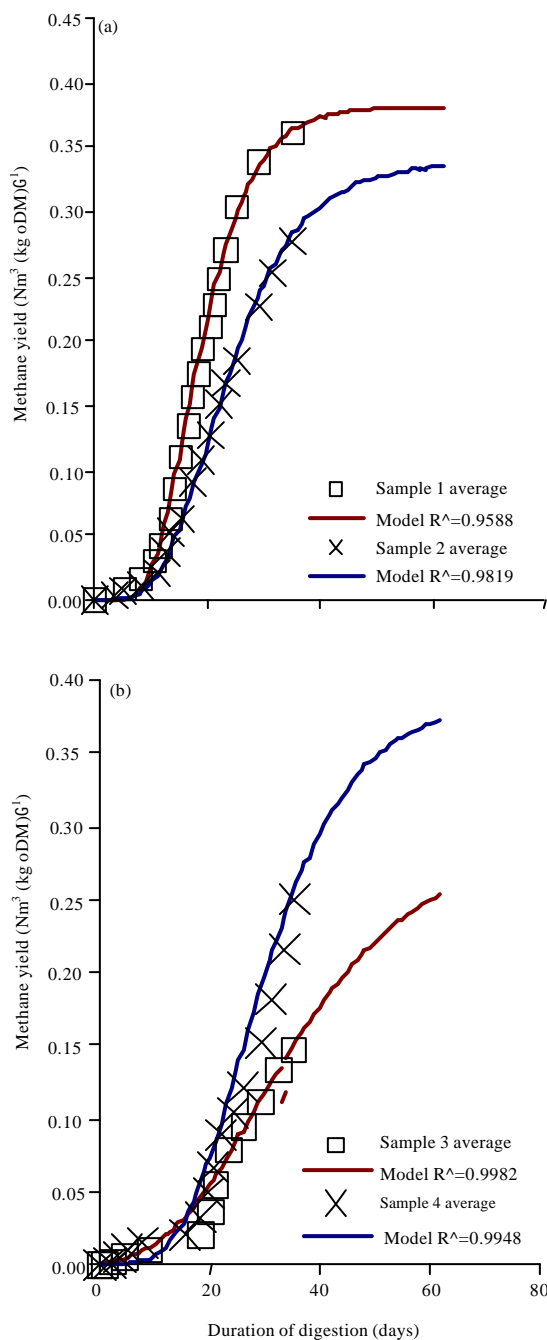 (a)
0.45
0.40
0.35
0.30
0.25
0.20
0.15
0.10
0.05
0.00
Methane yield (Nm³ (kg oDM)G¹)
Sample 1 average
Model R^=0.9588
Sample 2 average
Model R^=0.9819
(b)
0.40
0.35
0.30
0.25
0.20
0.15
0.10
0.05
0.00
Methane yield (Nm³ (kg oDM)G¹)
Sample 3 average
Model R^=0.9982
Sample 4 average
Model R^=0.9948
0 20 40 60 80
Duration of digestion (days)